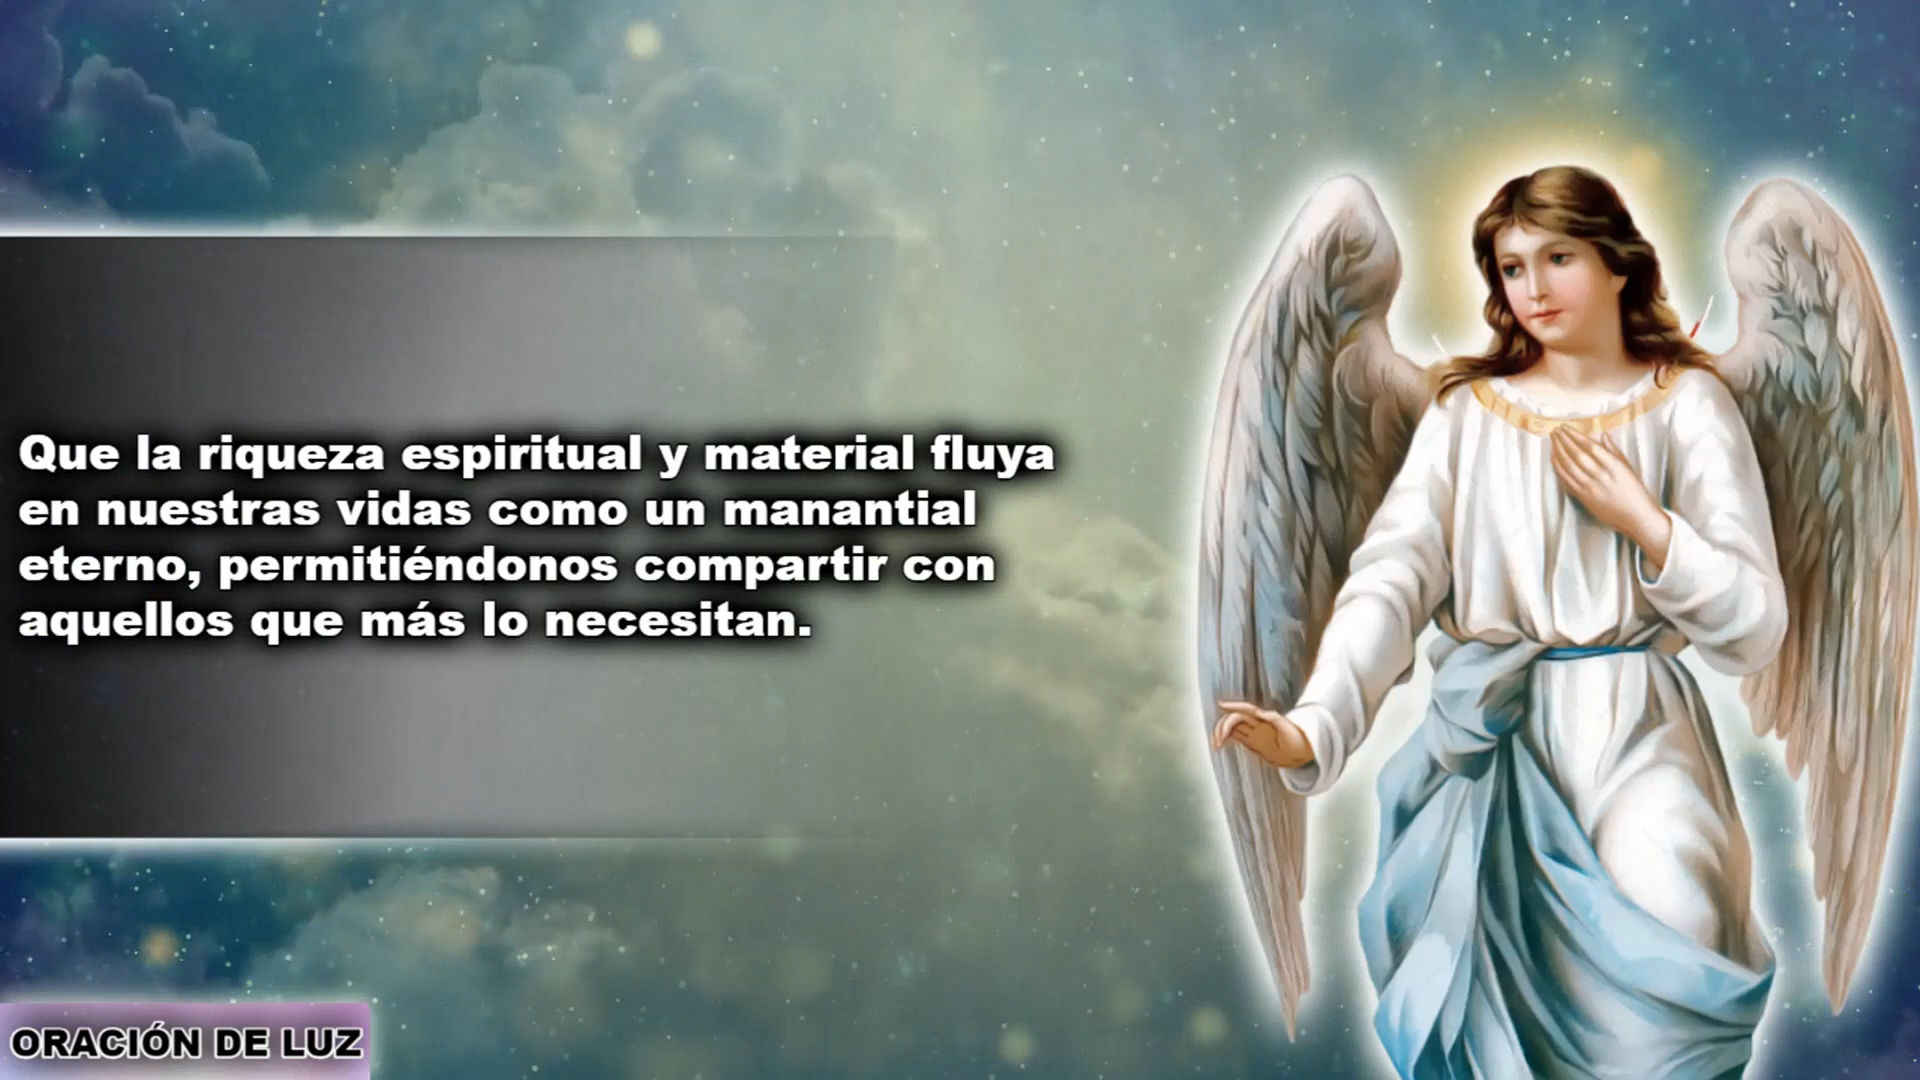 Que la riqueza espiritual y material fluya
en nuestras vidas como un manantial
eterno, permitiéndonos compartir con
aquellos que más lo necesitan.
ORACIÓN DE LUZ